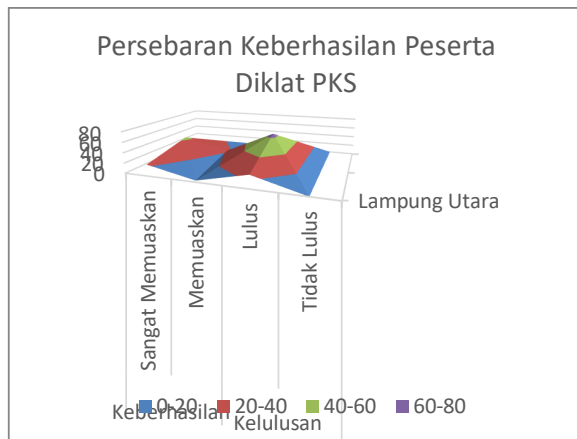 Persebaran Keberhasilan Peserta
Diklat PKS
80
60
40
20
0
Lampung Utara
Sangat Memuaskan
Memuaskan
Lulus
Tidak Lulus
Keberhasilan
Kelulusan
0-20
20-40
40-60
60-80